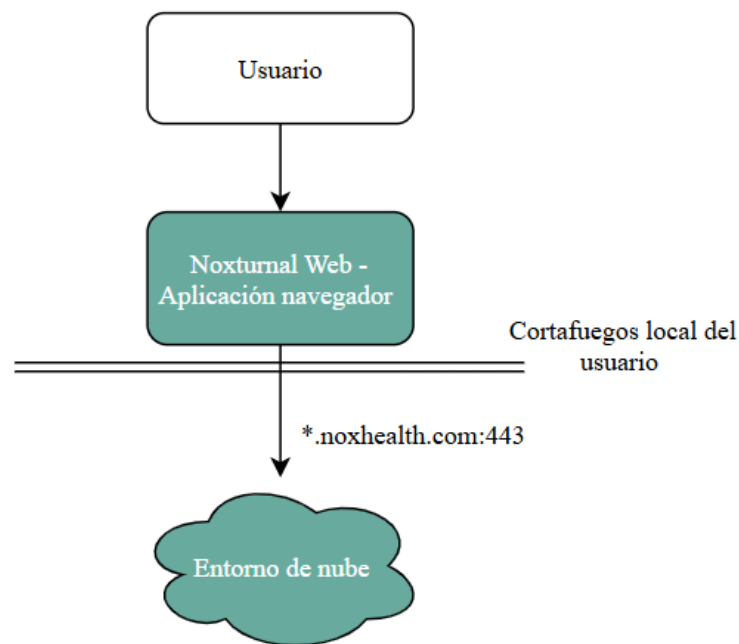 Usuario
Noxturnal Web -
Aplicación navegador
Cortafuegos local del
usuario
*.noxhealth.com:443
Entorno de nube